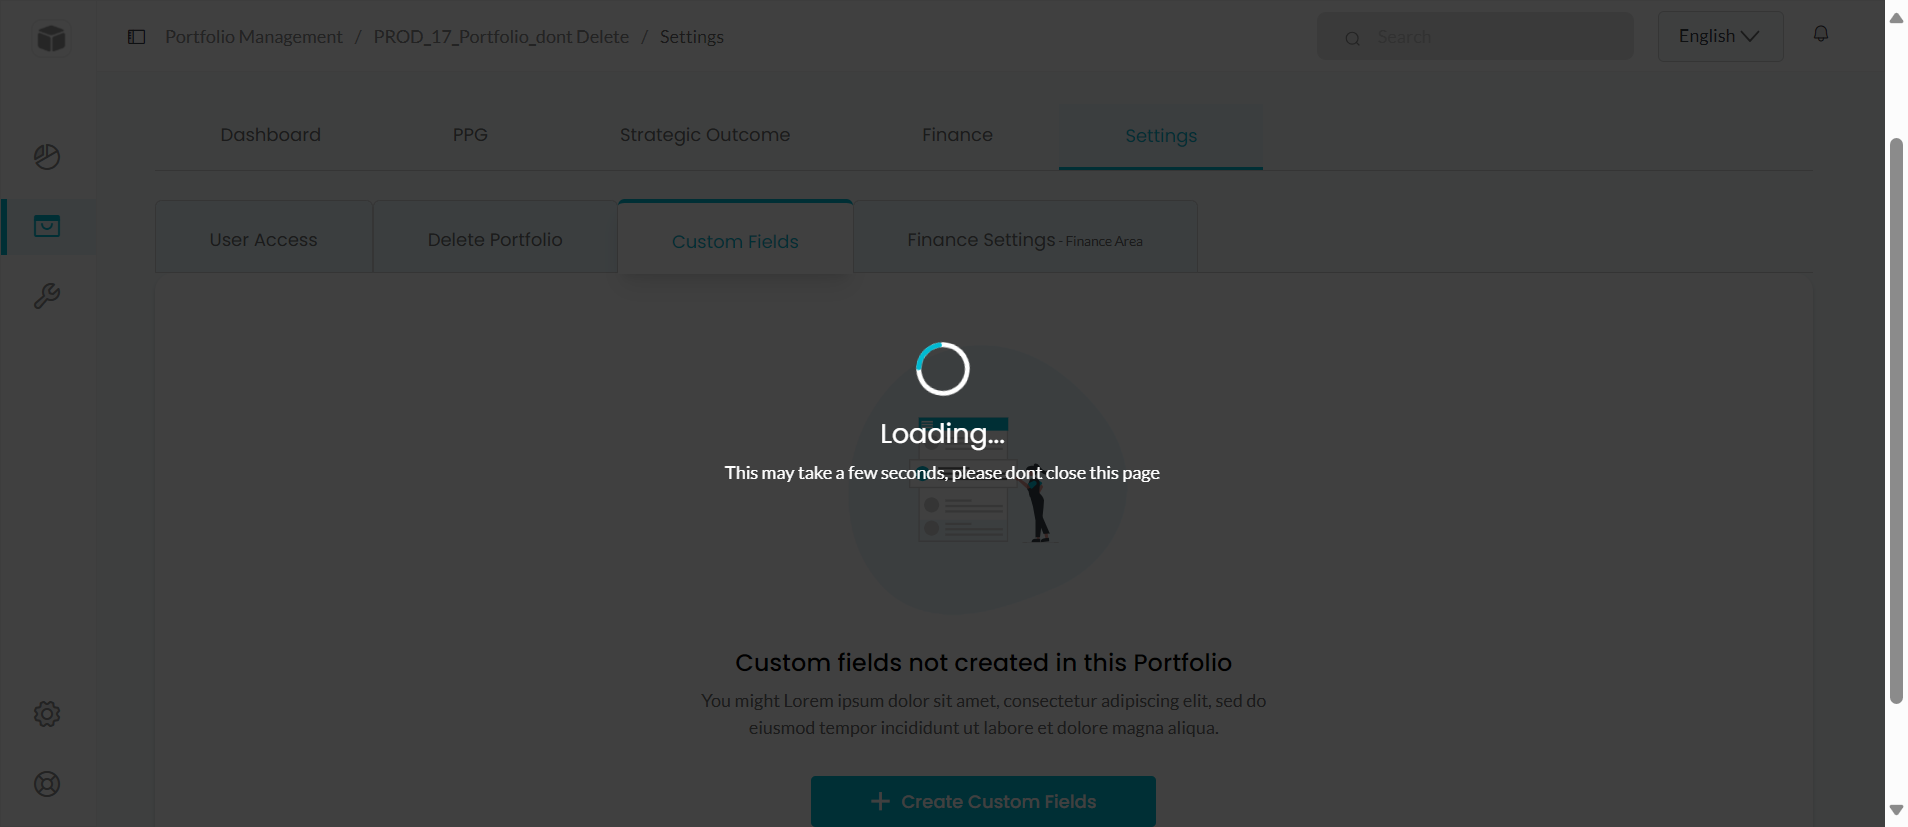 Portfolio Management / PROD_17_Portfolio_dont Delete / Settings
Search
English
Dashboard
PPG
Strategic Outcome
Finance
Settings
User Access
Delete Portfolio
Custom Fields
Finance Settings - Finance Area
Loading...
This may take a few seconds, please dont close this page
Custom fields not created in this Portfolio
You might Lorem ipsum dolor sit amet, consectetur adipiscing elit, sed do
eiusmod tempor incididunt ut labore et dolore magna aliqua.
+ Create Custom Fields